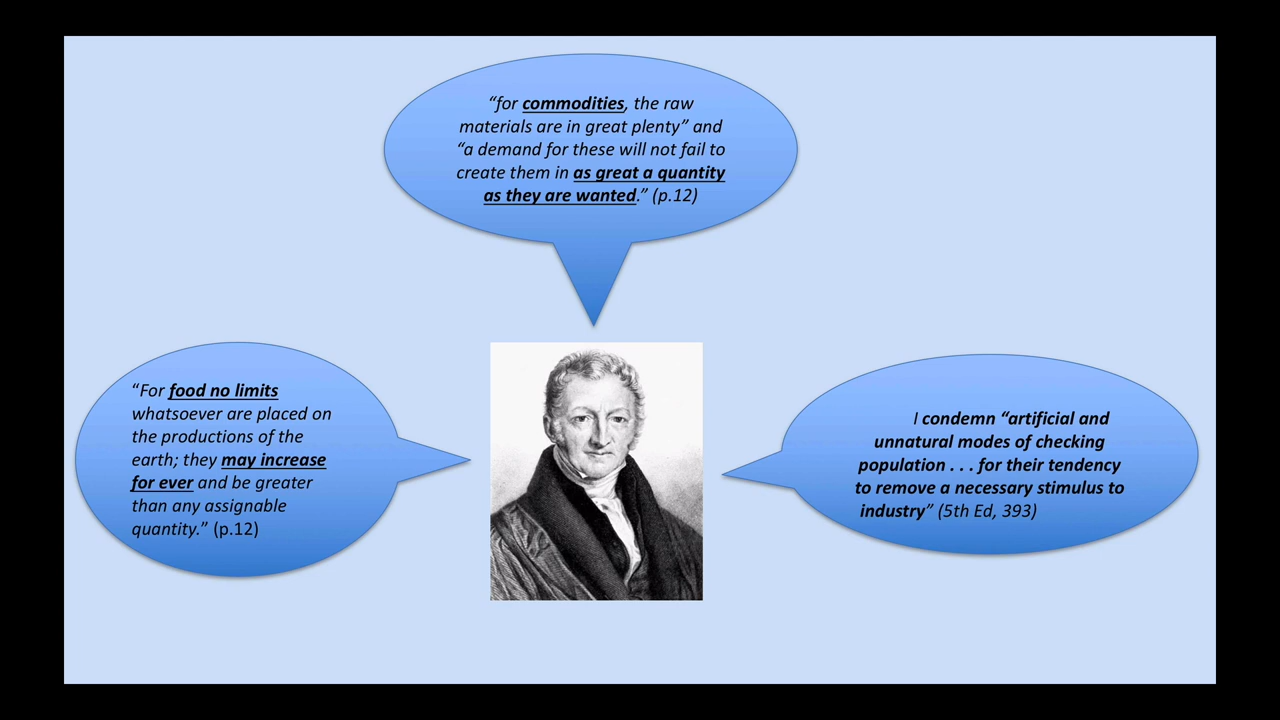 “for commodities, the raw
materials are in great plenty” and
“a demand for these will not fail to
create them in as great a quantity
as they are wanted.” (p.12)
“For food no limits
whatsoever are placed on
the productions of the
earth; they may increase
for ever and be greater
than any assignable
quantity.” (p.12)
I condemn “artificial and
unnatural modes of checking
population . . . for their tendency
to remove a necessary stimulus to
industry” (5th Ed, 393)